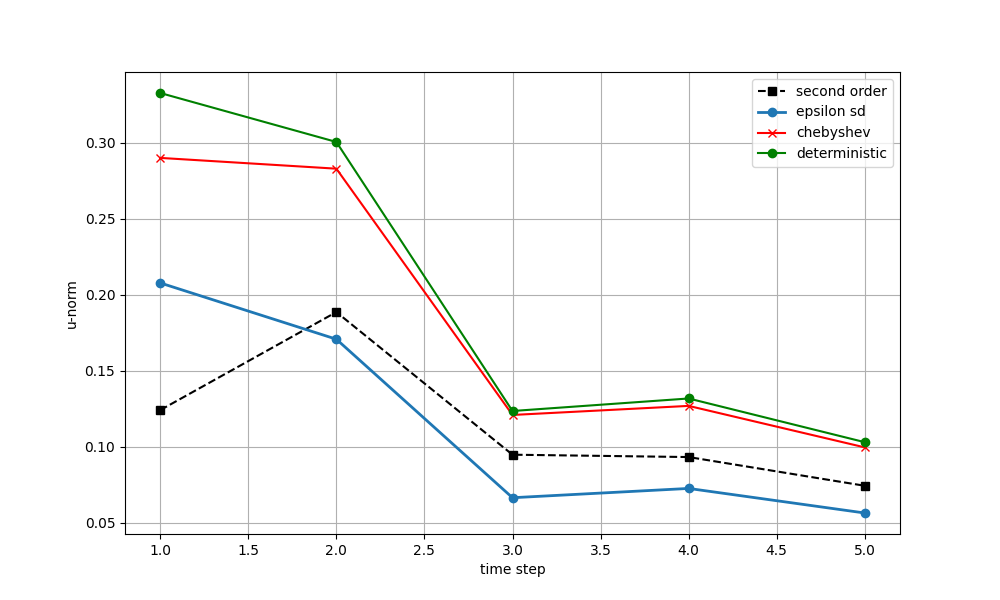 second order
epsilon sd
chebyshev
deterministic
0.30
0.25
0.20
0.15
0.10
0.05
u-norm
1.0 1.5 2.0 2.5 3.0 3.5 4.0 4.5 5.0
time step